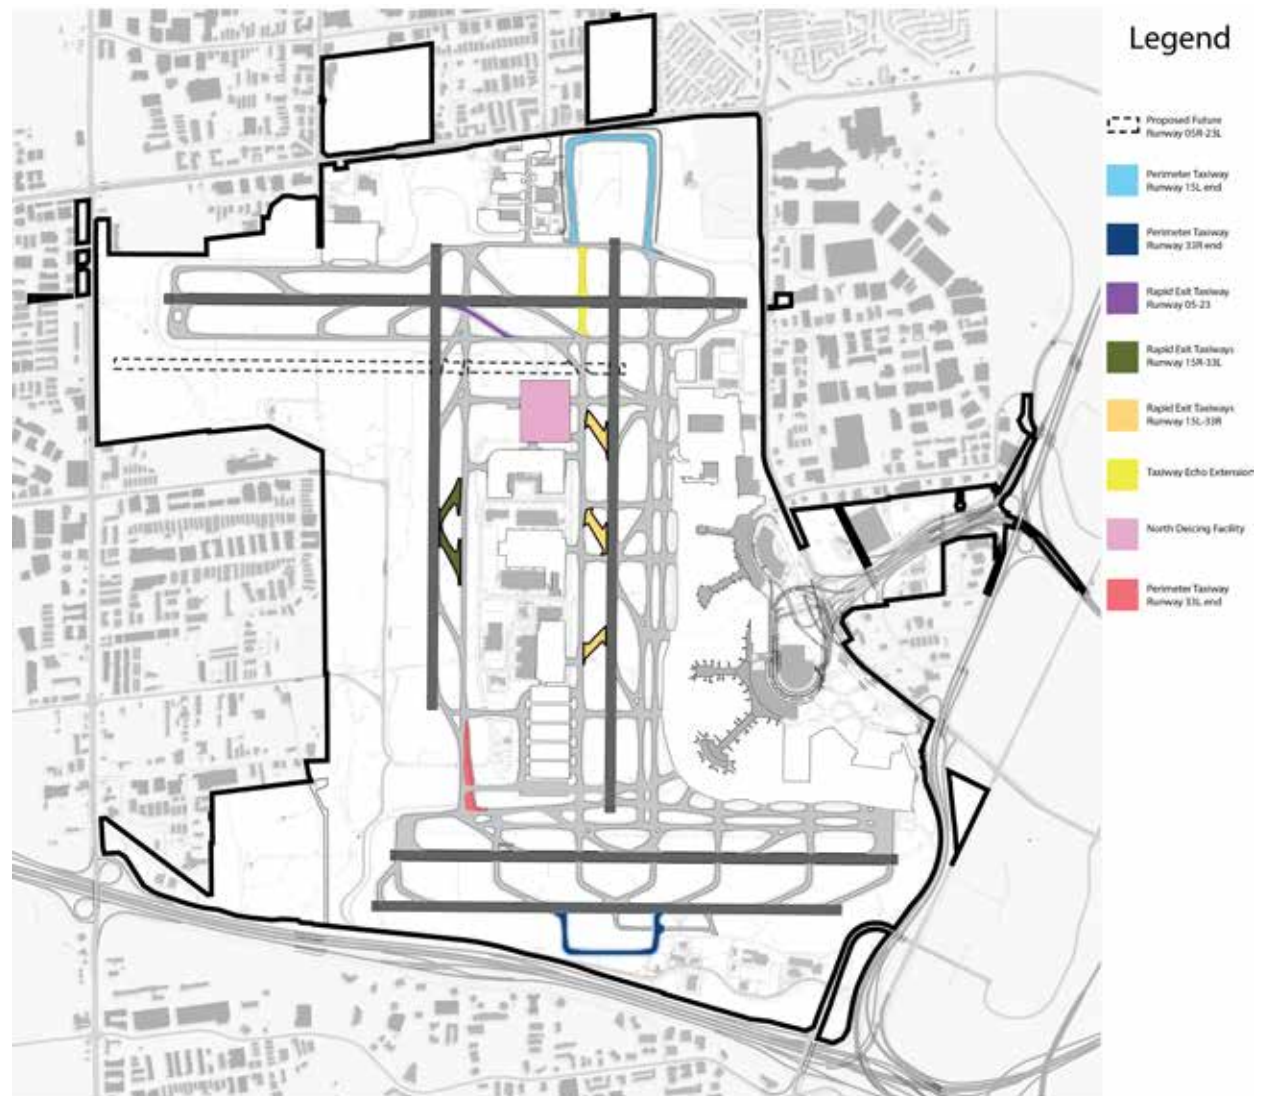 Legend
Proposed Future
Runway 05R-23L
Perimeter Taxiway
Runway 15L end
Perimeter Taxiway
Runway 33R end
Rapid Exit Taxiway
Runway 05-23
Rapid Exit Taxiways
Runway 15R-33L
Rapid Exit Taxiways
Runway 15L-33R
Taxiway Echo Extension
North Deicing Facility
Perimeter Taxiway
Runway 33L end